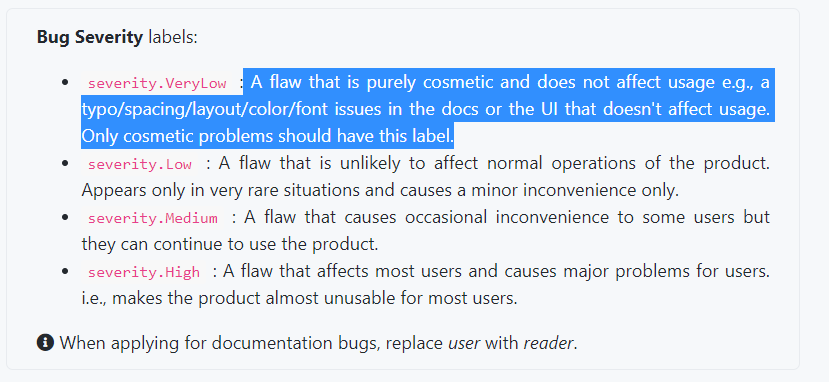 Bug Severity labels:
• severity.VeryLow : A flaw that is purely cosmetic and does not affect usage e.g., a
typo/spacing/layout/color/font issues in the docs or the UI that doesn't affect usage.
Only cosmetic problems should have this label.
• severity.Low : A flaw that is unlikely to affect normal operations of the product.
Appears only in very rare situations and causes a minor inconvenience only.
• severity.Medium : A flaw that causes occasional inconvenience to some users but
they can continue to use the product.
• severity.High : A flaw that affects most users and causes major problems for users.
i.e., makes the product almost unusable for most users.
When applying for documentation bugs, replace user with reader.